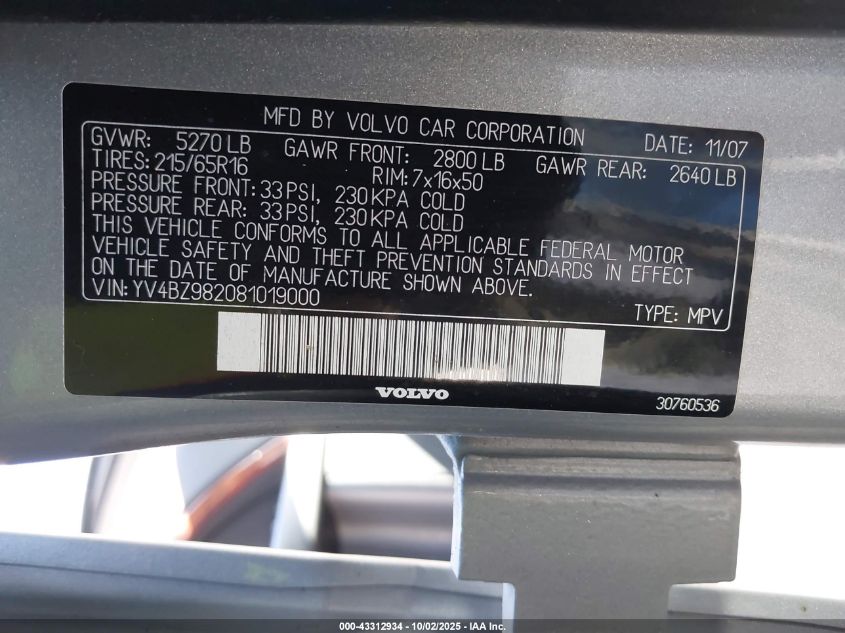 MFD BY VOLVO CAR CORPORATION DATE: 11/07
GVWR: 5270 LB GAWR FRONT: 2800 LB GAWR REAR: 2640 LB
TIRES: 215/65R16 RIM: 7x16x50
PRESSURE FRONT: 33 PSI, 230 KPA COLD
PRESSURE REAR: 33 PSI, 230 KPA COLD
THIS VEHICLE CONFORMS TO ALL APPLICABLE FEDERAL MOTOR
VEHICLE SAFETY AND THEFT PREVENTION STANDARDS IN EFFECT
ON THE DATE OF MANUFACTURE SHOWN ABOVE.
VIN: YV4BZ982081019000 TYPE: MPV
VOLVO 30760536
000-43312934 - 10/02/2025 - IAA Inc.